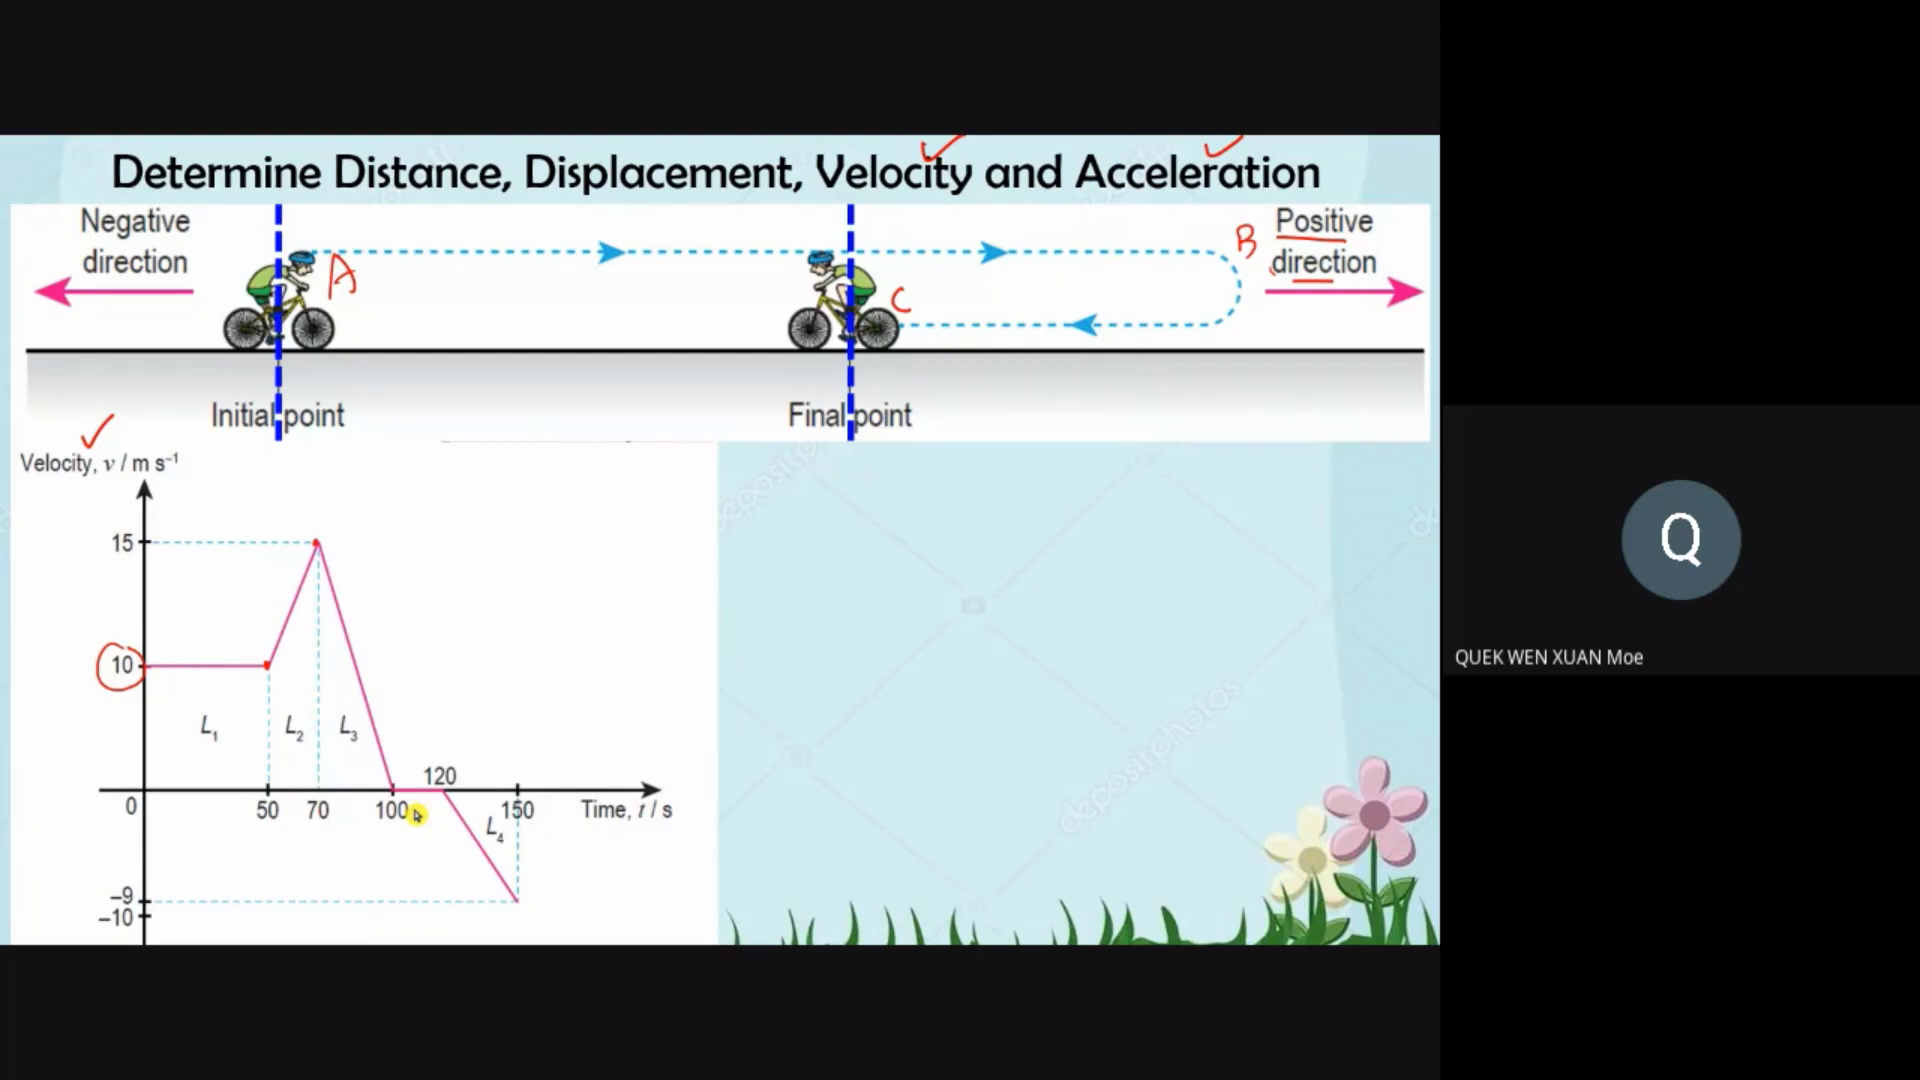 Determine Distance, Displacement, Velocity and Acceleration
Negative
direction
A
B
Positive
direction
C
Initial point
Final point
Velocity, v / m s⁻¹
15
10
L₁
L₂
L₃
120
0
50
70
100
150
Time, t / s
L₄
–9
–10
depositphotos
Q
QUEK WEN XUAN Moe